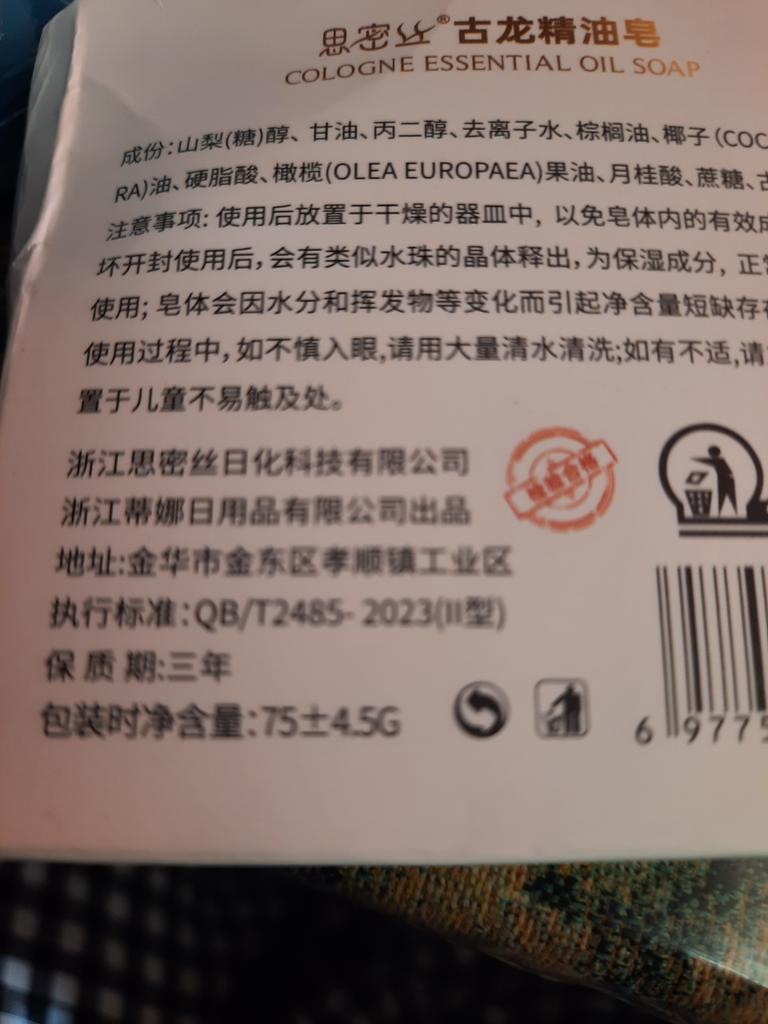 思密丝® 古龙精油皂
COLOGNE ESSENTIAL OIL SOAP
成份:山梨(糖)醇、甘油、丙二醇、去离子水、棕榈油、椰子(COC
RA)油、硬脂酸、橄榄(OLEA EUROPAEA)果油、月桂酸、蔗糖、古
注意事项: 使用后放置于干燥的器皿中, 以免皂体内的有效成
坏开封使用后,会有类似水珠的晶体释出,为保湿成分, 正常
使用; 皂体会因水分和挥发物等变化而引起净含量短缺存在
使用过程中,如不慎入眼,请用大量清水清洗;如有不适,请
置于儿童不易触及处。
浙江思密丝日化科技有限公司
浙江蒂娜日用品有限公司出品
地址:金华市金东区孝顺镇工业区
执行标准:QB/T2485- 2023(II型)
保 质 期:三年
包装时净含量:75±4.5G
检验合格
6 9775